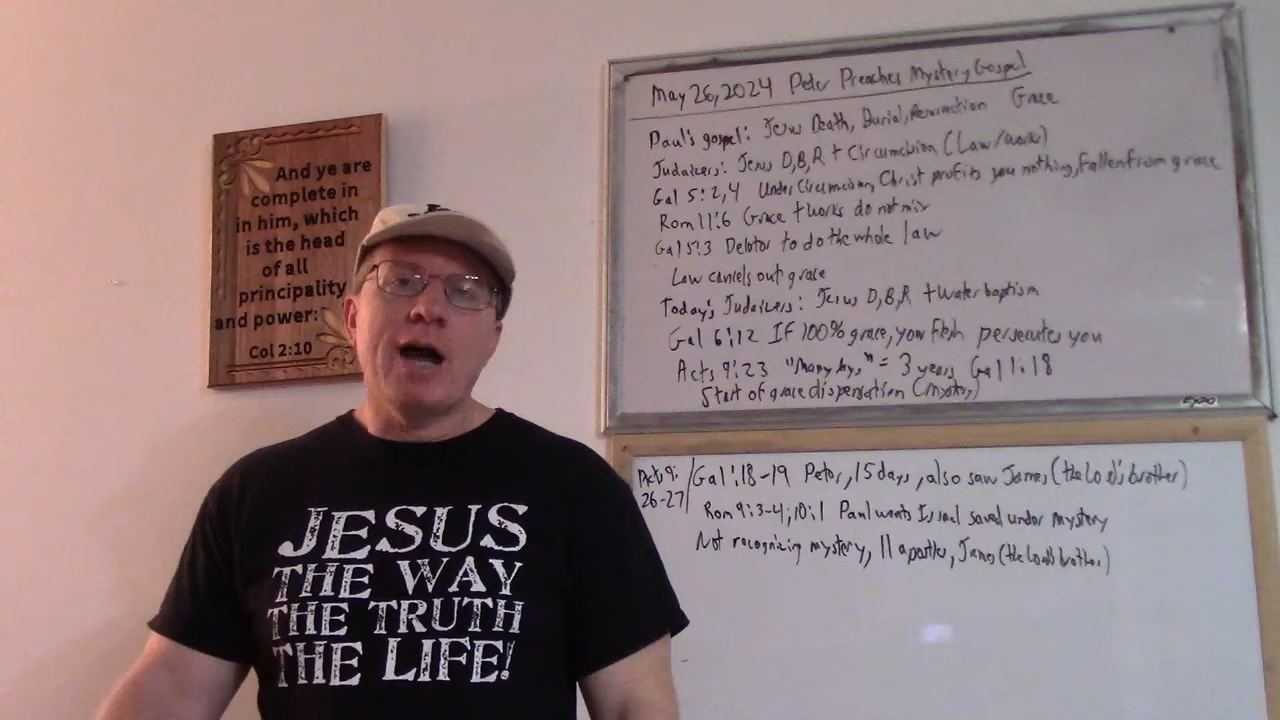 And ye are
complete in
in him, which
is the head
of all
principality
and power:
Col 2:10
JESUS
THE WAY
THE TRUTH
THE LIFE!
May 26, 2024 Peter Preaches Mystery Gospel
Paul's gospel: Jesus Death, Burial, Resurrection Grace
Judaizers: Jesus D,B,R + Circumcision (Law/works)
Gal 5:2,4 Under Circumcision, Christ profits you nothing, fallen from grace
Rom 11:6 Grace + works do not mix
Gal 5:3 Debtor to do the whole law
Law cancels out grace
Today's Judaizers: Jesus D,B,R + water baptism
Gal 6:12 If 100% grace, your flesh persecutes you
Acts 9:23 "Many days" = 3 years Gal 1:18
Start of grace dispensation (mystery)
EXPO
Acts 9:
26-27
Gal 1:18-19 Peter, 15 days, also saw James (the Lord's brother)
Rom 9:3-4; 10:1 Paul wants Israel saved under mystery
Not recognizing mystery, 11 apostles, James (the Lord's brother)